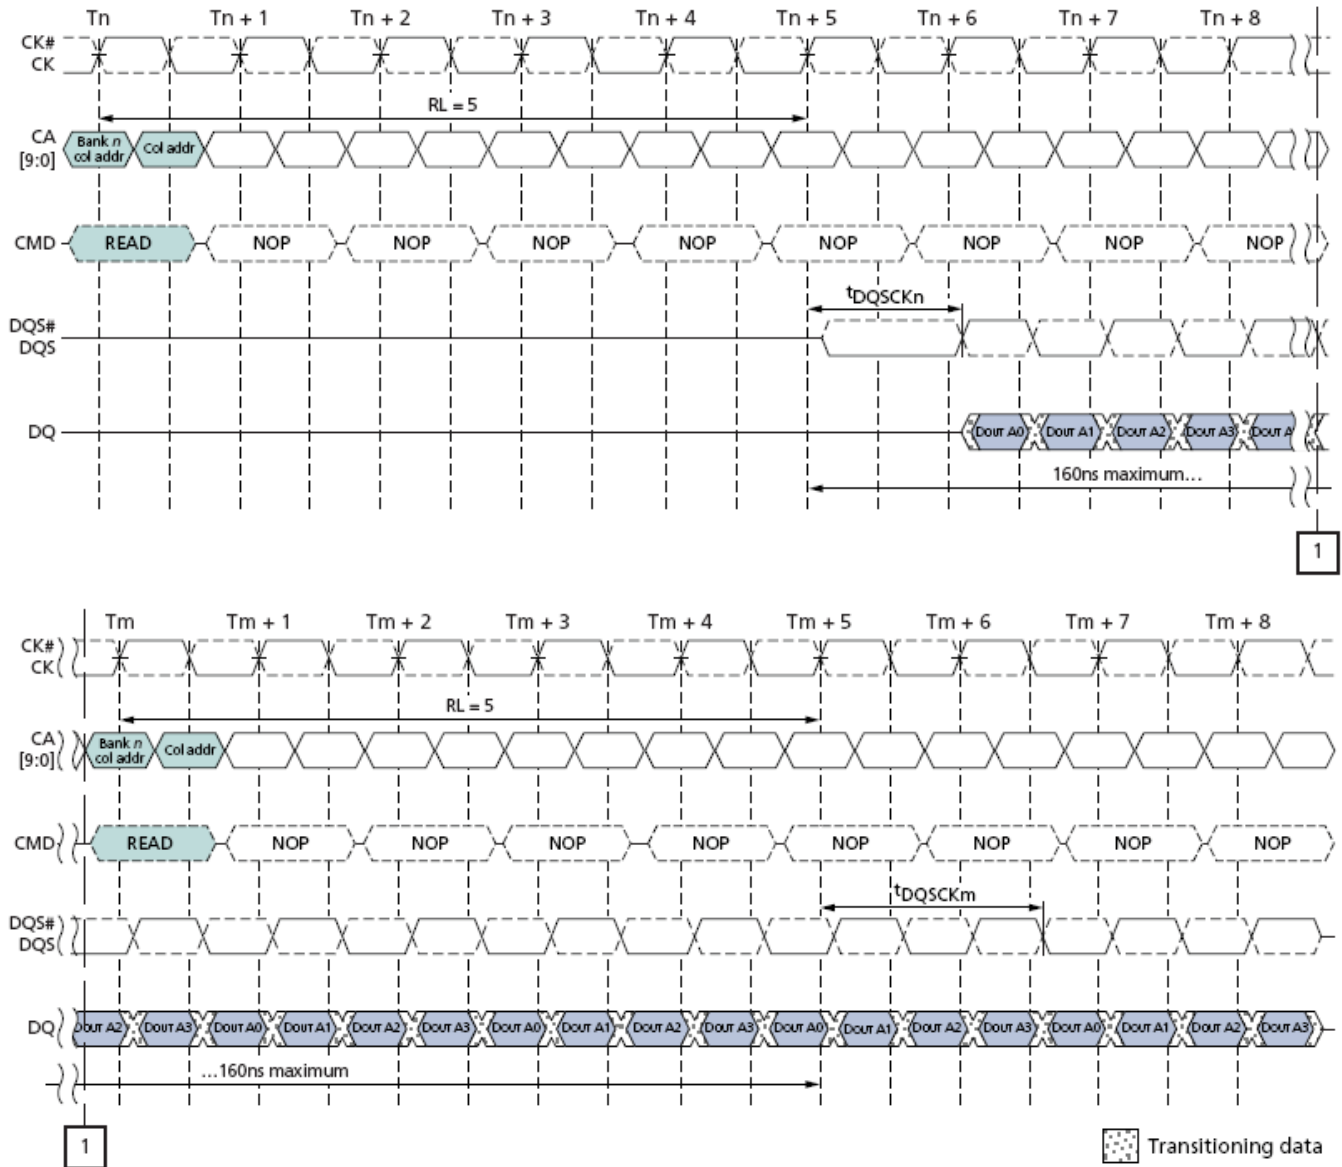 Tn Tn + 1 Tn + 2 Tn + 3 Tn + 4 Tn + 5 Tn + 6 Tn + 7 Tn + 8
CK#
CK
RL = 5
CA
[9:0]
Bank n
col addr
Col addr
CMD READ NOP NOP NOP NOP NOP NOP NOP NOP
tDQSCKn
DQS#
DQS
DQ DOUT A0 DOUT A1 DOUT A2 DOUT A3 DOUT A
160ns maximum...
1
Tm Tm + 1 Tm + 2 Tm + 3 Tm + 4 Tm + 5 Tm + 6 Tm + 7 Tm + 8
CK#
CK
RL = 5
CA
[9:0]
Bank n
col addr
Col addr
CMD READ NOP NOP NOP NOP NOP NOP NOP NOP
tDQSCKm
DQS#
DQS
DQ DOUT A2 DOUT A3 DOUT A0 DOUT A1 DOUT A2 DOUT A3 DOUT A0 DOUT A1 DOUT A2 DOUT A3 DOUT A0 DOUT A1 DOUT A2 DOUT A3 DOUT A0 DOUT A1 DOUT A2 DOUT A3
...160ns maximum
1
Transitioning data